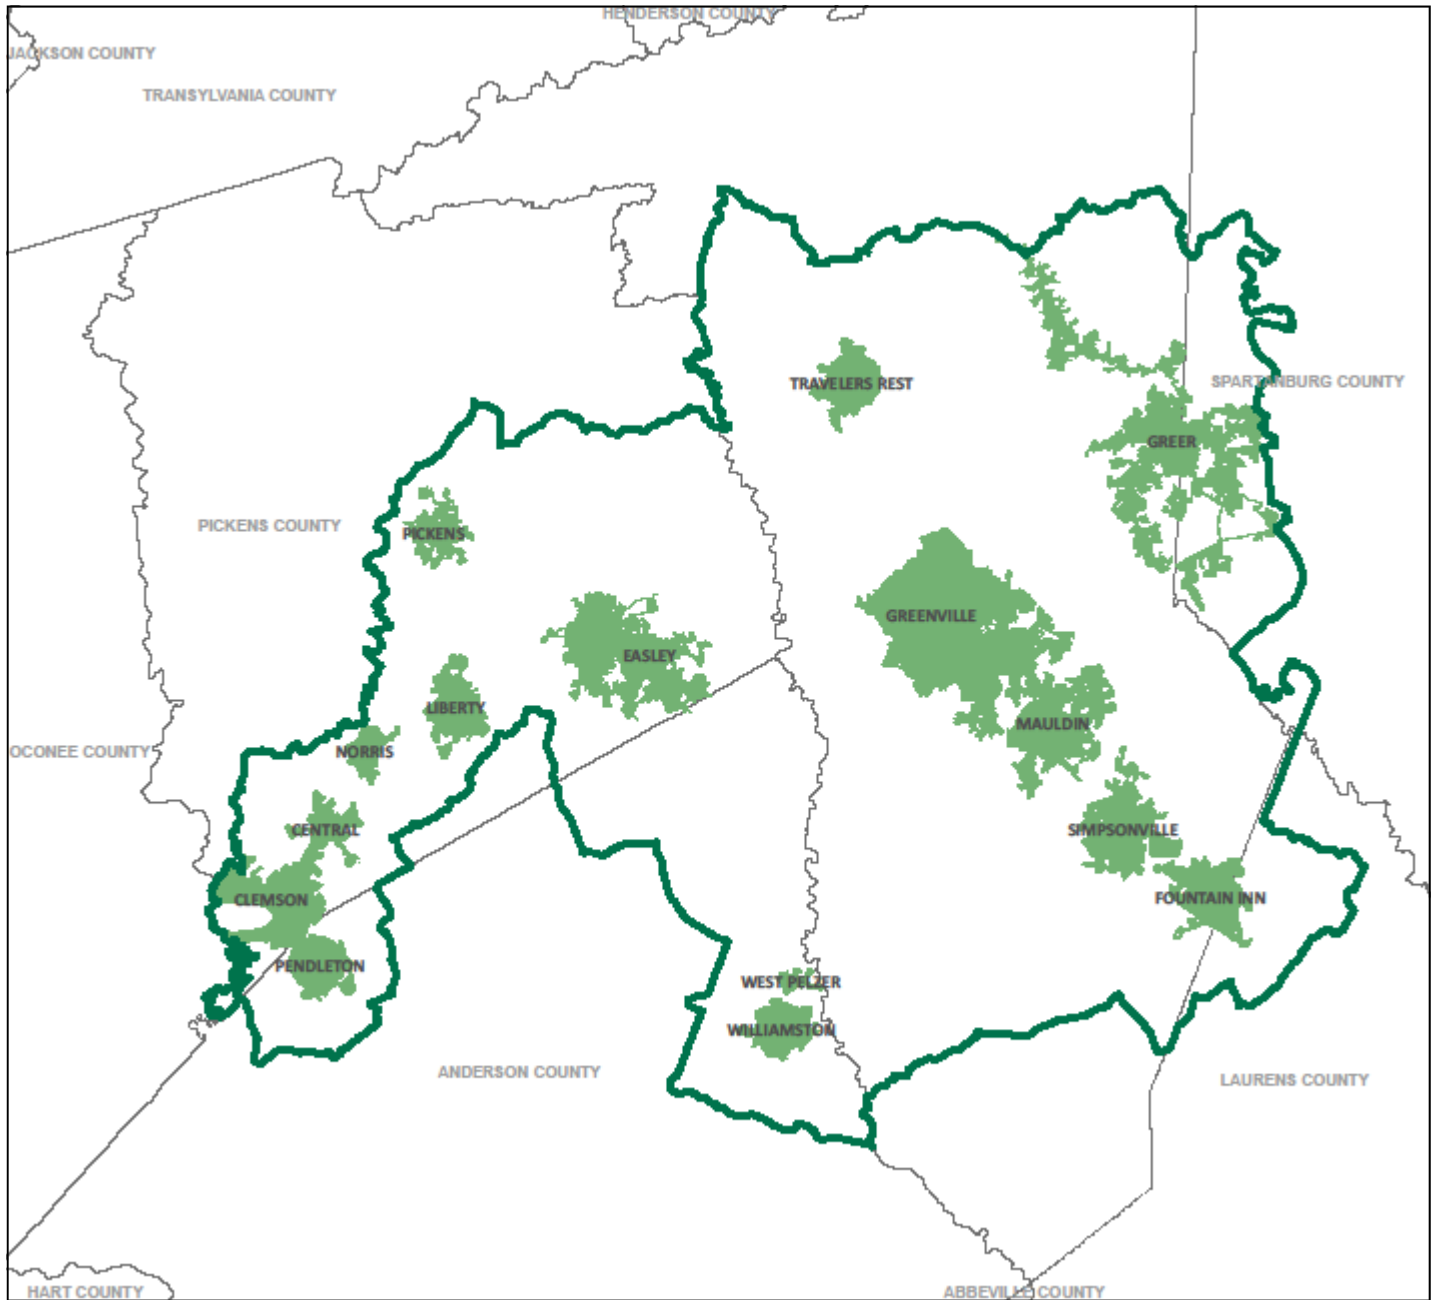 HENDERSON COUNTY
JACKSON COUNTY
TRANSYLVANIA COUNTY
TRAVELERS REST
SPARTANBURG COUNTY
GREER
PICKENS COUNTY
PICKENS
GREENVILLE
EASLEY
LIBERTY
MAULDIN
OCONEE COUNTY
NORRIS
CENTRAL
SIMPSONVILLE
CLEMSON
FOUNTAIN INN
PENDLETON
WEST PELZER
WILLIAMSTON
ANDERSON COUNTY
LAURENS COUNTY
HART COUNTY
ABBEVILLE COUNTY